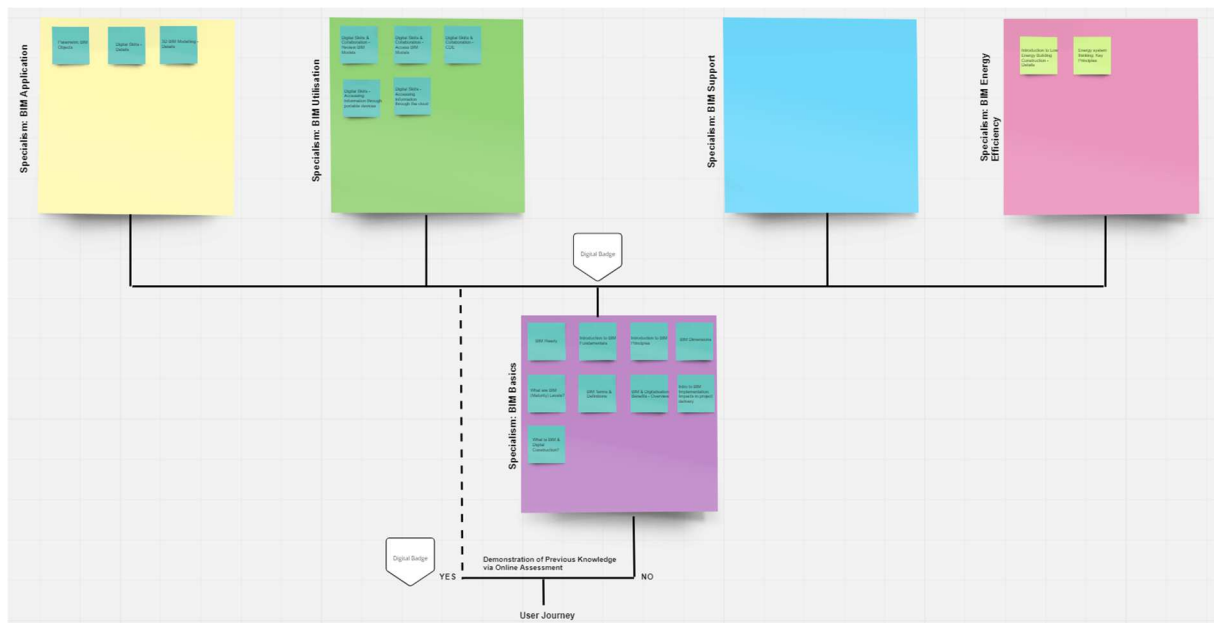 Specialism: BIM Application
Parametric BIM
Objects
Digital Skills -
Details
3D BIM Modelling -
Details
Specialism: BIM Utilisation
Digital Skills &
Collaboration -
Review BIM
Models
Digital Skills &
Collaboration -
Access BIM
Models
Digital Skills &
Collaboration -
Digital Skills -
Accessing
Information through
portable devices
Digital Skills -
Accessing
Information
through the cloud
Specialism: BIM Support
Specialism: BIM Energy
Efficiency
Introduction to Low
Energy Building
Construction -
Details
Energy system
thinking: Key
Principles
Digital Badge
Specialism: BIM Basics
Introduction to BIM
Fundamentals
Introduction to BIM
Principles
BIM Dimensions
What are BIM
Maturity Levels?
BIM Terms &
Definitions
BIM & Digitalisation
Benefits - Overview
Intro to BIM
Implementation:
Impacts in project
delivery
What is BIM &
Digital
Construction?
Digital Badge
YES
Demonstration of Previous Knowledge
via Online Assessment
NO
User Journey